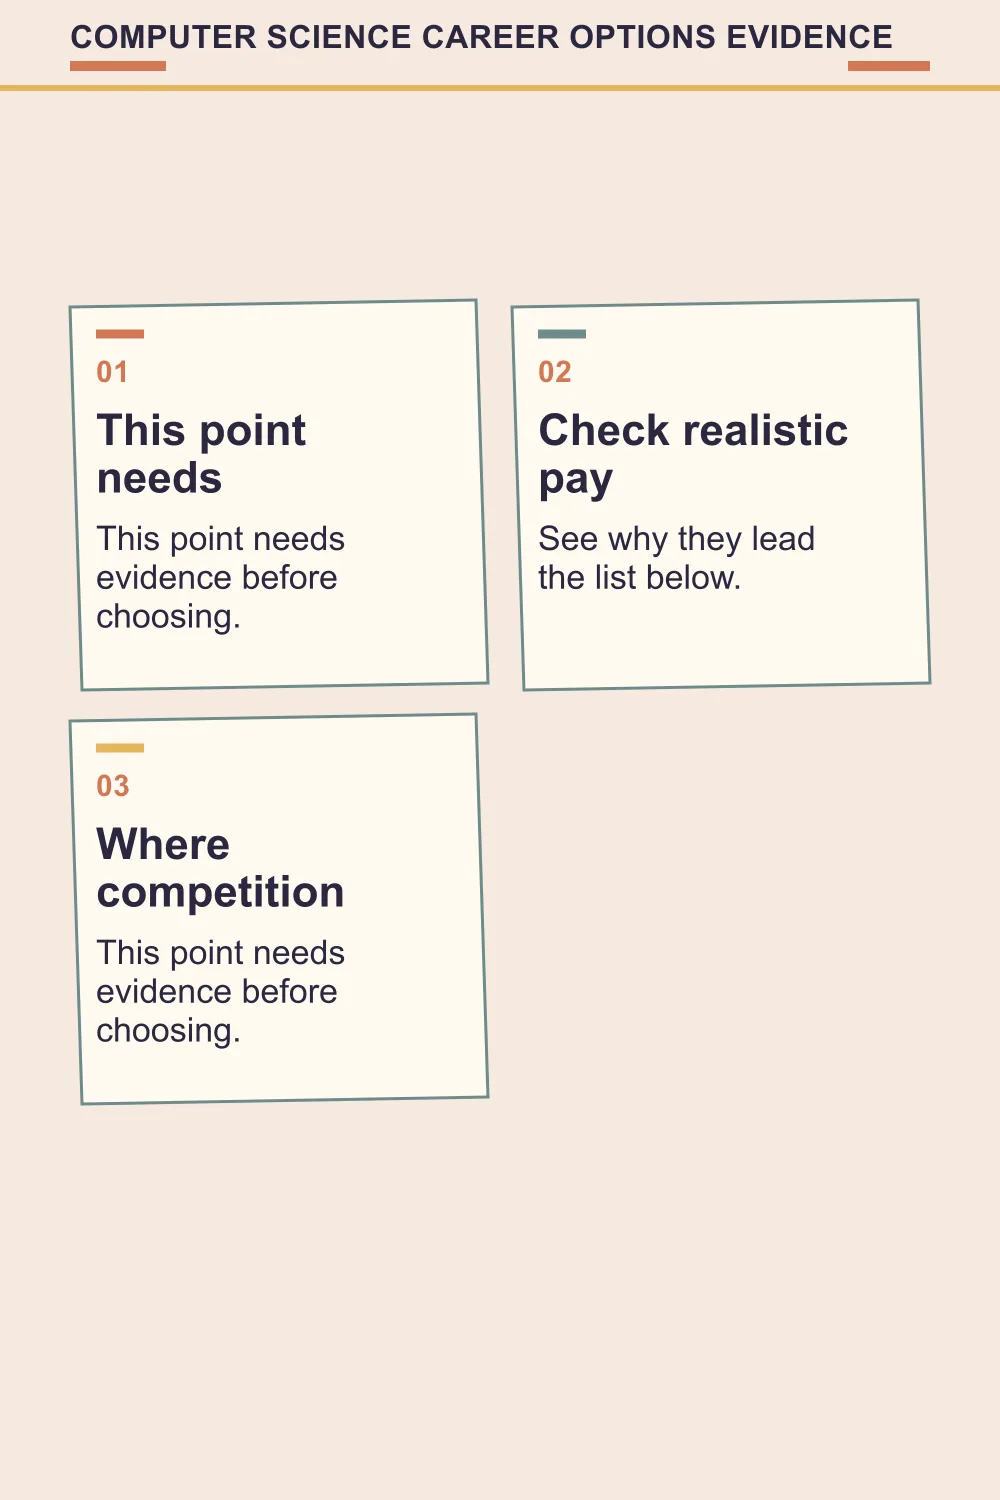 COMPUTER SCIENCE CAREER OPTIONS EVIDENCE
01
This point
needs
This point needs
evidence before
choosing.
02
Check realistic
pay
See why they lead
the list below.
03
Where
competition
This point needs
evidence before
choosing.